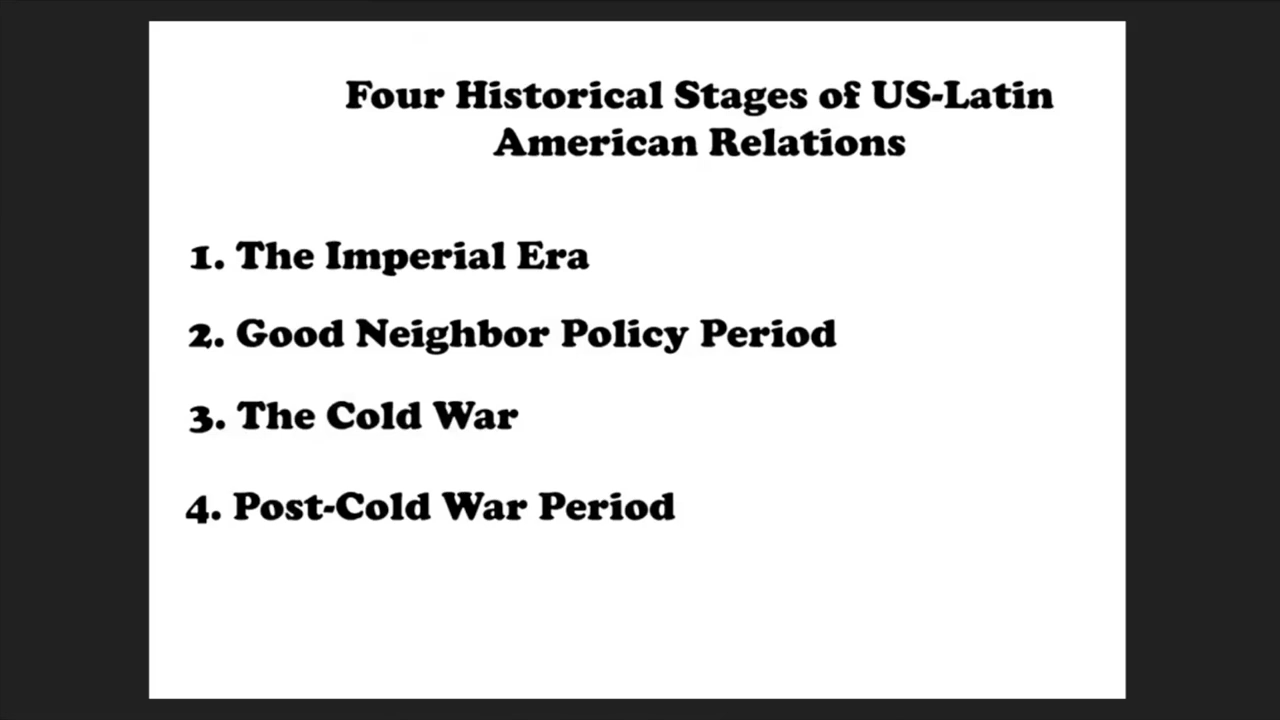 Four Historical Stages of US-Latin
American Relations
1. The Imperial Era
2. Good Neighbor Policy Period
3. The Cold War
4. Post-Cold War Period